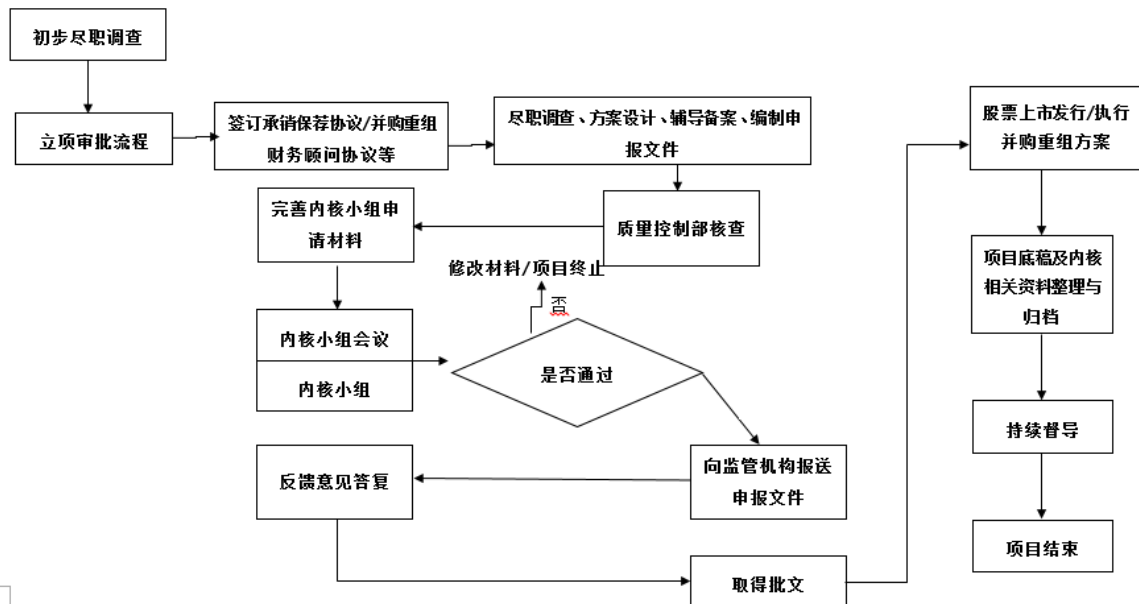 初步尽职调查
立项审批流程
签订承销保荐协议/并购重组
财务顾问协议等
尽职调查、方案设计、辅导备案、编制申
报文件
质量控制部核查
完善内核小组申
请材料
内核小组会议
内核小组
是否通过
否
修改材料/项目终止
向监管机构报送
申报文件
反馈意见答复
取得批文
股票上市发行/执行
并购重组方案
项目底稿及内核
相关资料整理与
归档
持续督导
项目结束